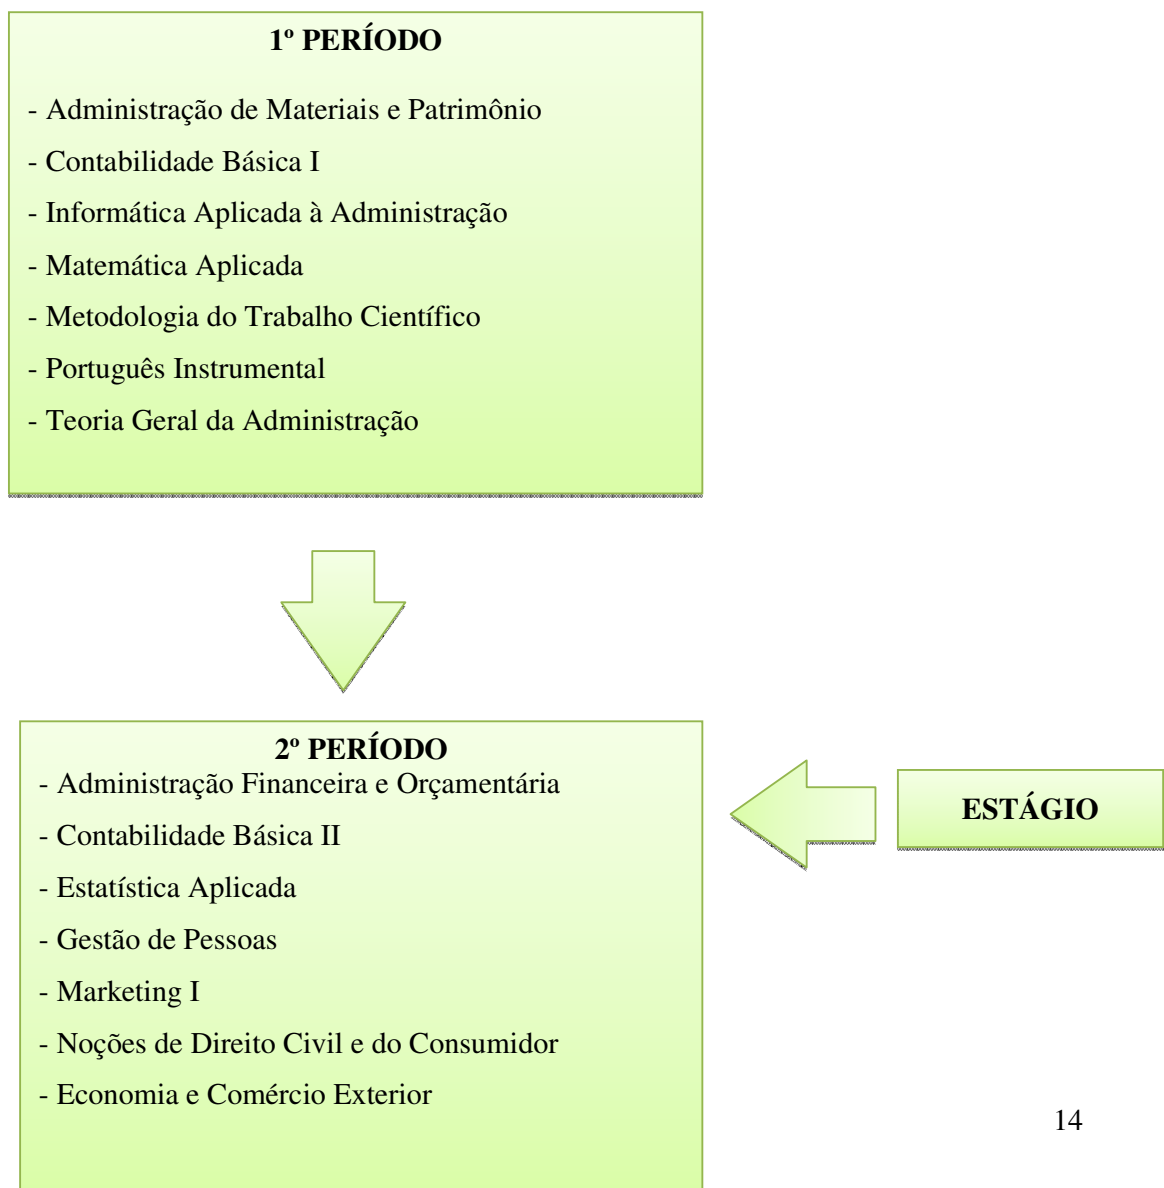 1º PERÍODO
- Administração de Materiais e Patrimônio
- Contabilidade Básica I
- Informática Aplicada à Administração
- Matemática Aplicada
- Metodologia do Trabalho Científico
- Português Instrumental
- Teoria Geral da Administração
2º PERÍODO
- Administração Financeira e Orçamentária
- Contabilidade Básica II
- Estatística Aplicada
- Gestão de Pessoas
- Marketing I
- Noções de Direito Civil e do Consumidor
- Economia e Comércio Exterior
ESTÁGIO
14